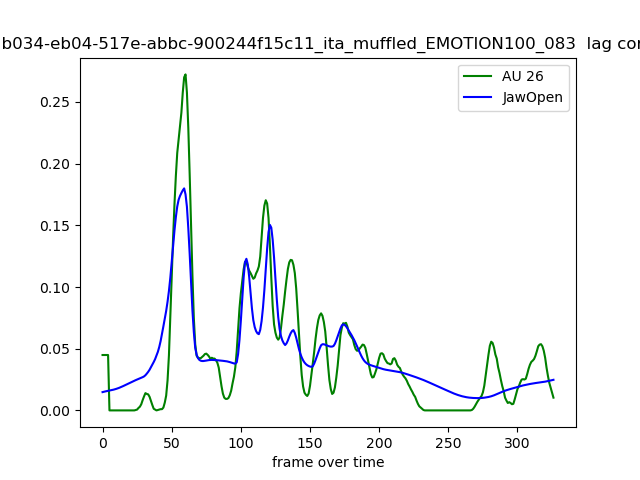 b034-eb04-517e-abbc-900244f15c11_ita_muffled_EMOTION100_083 lag cor
AU 26
JawOpen
0.25
0.20
0.15
0.10
0.05
0.00
0 50 100 150 200 250 300
frame over time